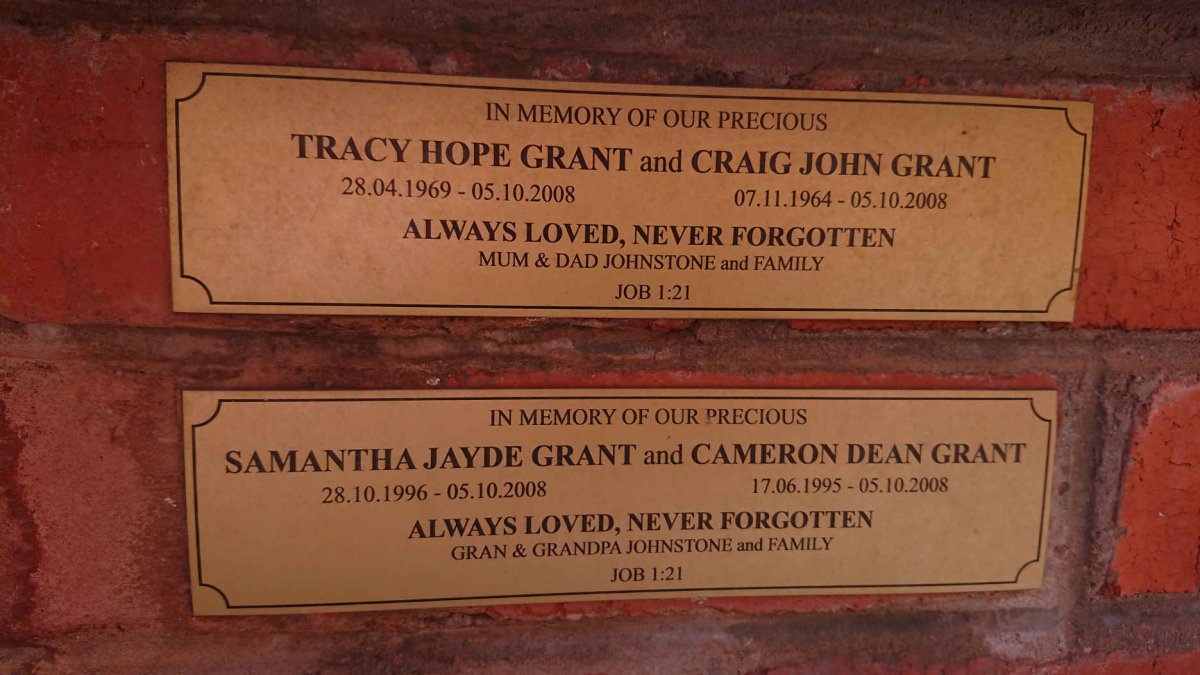 IN MEMORY OF OUR PRECIOUS
TRACY HOPE GRANT and CRAIG JOHN GRANT
28.04.1969 - 05.10.2008 07.11.1964 - 05.10.2008
ALWAYS LOVED, NEVER FORGOTTEN
MUM & DAD JOHNSTONE and FAMILY
JOB 1:21
IN MEMORY OF OUR PRECIOUS
SAMANTHA JAYDE GRANT and CAMERON DEAN GRANT
28.10.1996 - 05.10.2008 17.06.1995 - 05.10.2008
ALWAYS LOVED, NEVER FORGOTTEN
GRAN & GRANDPA JOHNSTONE and FAMILY
JOB 1:21